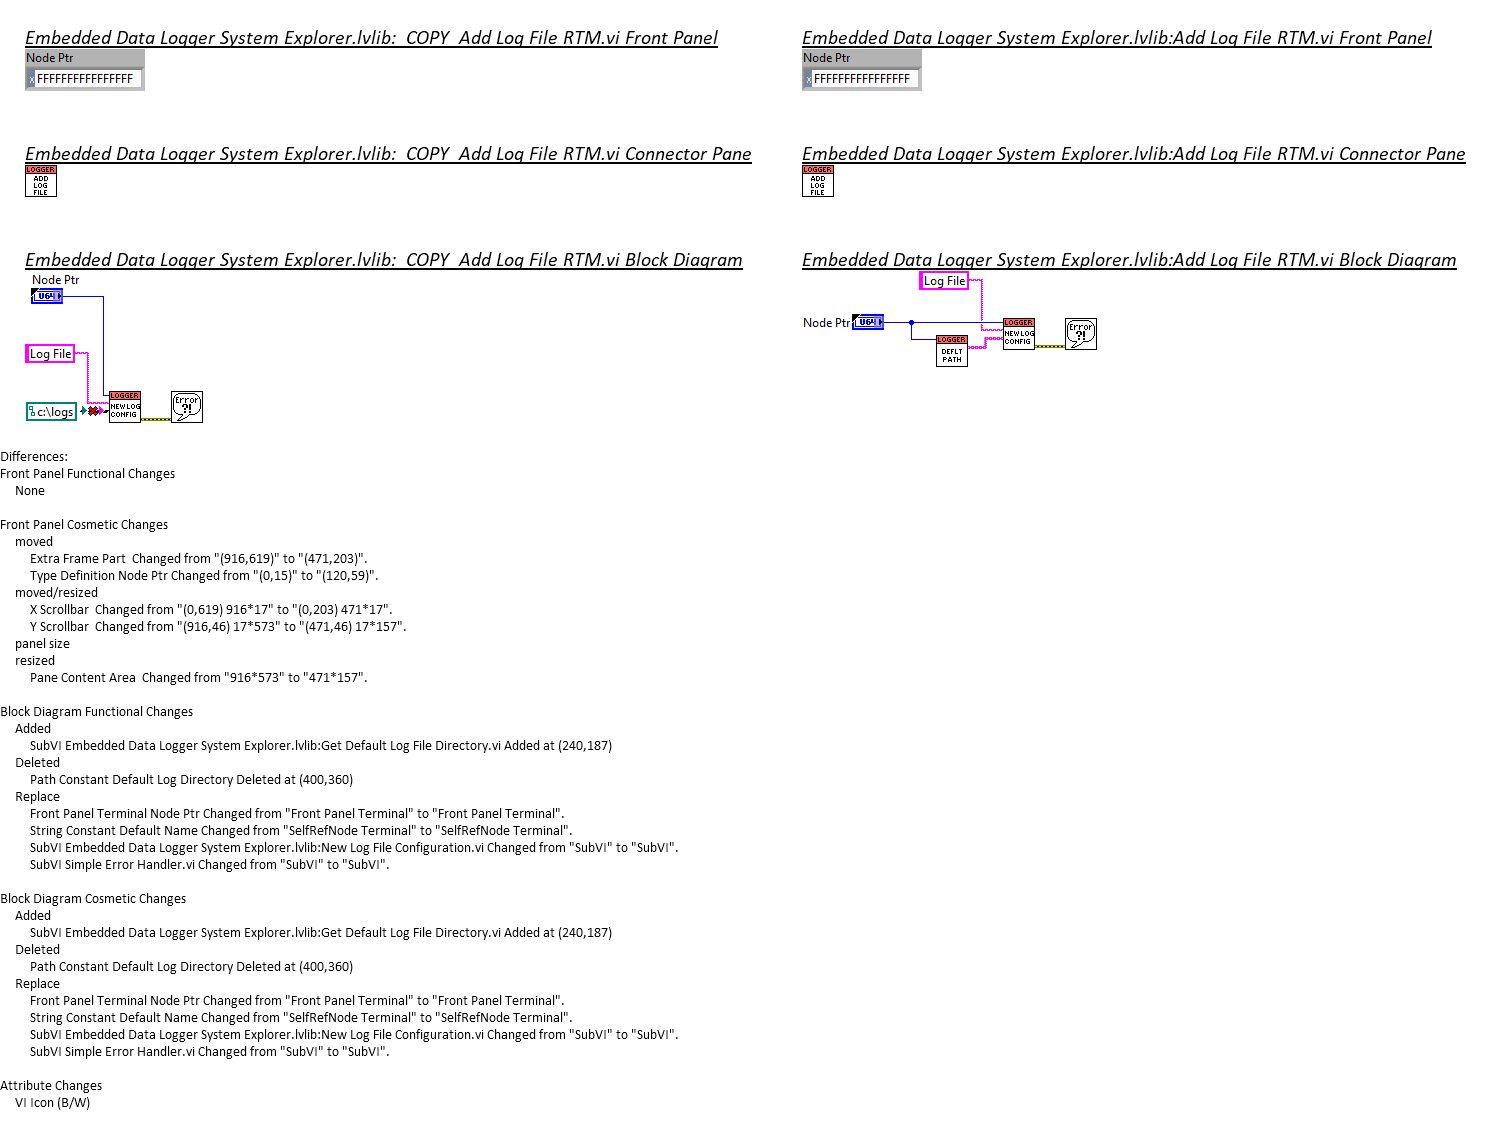 Embedded Data Logger System Explorer.lvlib:  COPY  Add Log File RTM.vi Front Panel
Node Ptr
x FFFFFFFFFFFFFFFF
Embedded Data Logger System Explorer.lvlib:Add Log File RTM.vi Front Panel
Node Ptr
x FFFFFFFFFFFFFFFF
Embedded Data Logger System Explorer.lvlib:  COPY  Add Log File RTM.vi Connector Pane
LOGGER
ADD
LOG
FILE
Embedded Data Logger System Explorer.lvlib:Add Log File RTM.vi Connector Pane
LOGGER
ADD
LOG
FILE
Embedded Data Logger System Explorer.lvlib:  COPY  Add Log File RTM.vi Block Diagram
Node Ptr
U64
Log File
c:\logs
LOGGER
NEW LOG
CONFIG
Error
?!
Embedded Data Logger System Explorer.lvlib:Add Log File RTM.vi Block Diagram
Log File
Node Ptr
U64
LOGGER
DEFLT
PATH
LOGGER
NEW LOG
CONFIG
Error
?!
Differences:
Front Panel Functional Changes
None
Front Panel Cosmetic Changes
moved
Extra Frame Part  Changed from "(916,619)" to "(471,203)".
Type Definition Node Ptr Changed from "(0,15)" to "(120,59)".
moved/resized
X Scrollbar  Changed from "(0,619) 916*17" to "(0,203) 471*17".
Y Scrollbar  Changed from "(916,46) 17*573" to "(471,46) 17*157".
panel size
resized
Pane Content Area  Changed from "916*573" to "471*157".
Block Diagram Functional Changes
Added
SubVI Embedded Data Logger System Explorer.lvlib:Get Default Log File Directory.vi Added at (240,187)
Deleted
Path Constant Default Log Directory Deleted at (400,360)
Replace
Front Panel Terminal Node Ptr Changed from "Front Panel Terminal" to "Front Panel Terminal".
String Constant Default Name Changed from "SelfRefNode Terminal" to "SelfRefNode Terminal".
SubVI Embedded Data Logger System Explorer.lvlib:New Log File Configuration.vi Changed from "SubVI" to "SubVI".
SubVI Simple Error Handler.vi Changed from "SubVI" to "SubVI".
Block Diagram Cosmetic Changes
Added
SubVI Embedded Data Logger System Explorer.lvlib:Get Default Log File Directory.vi Added at (240,187)
Deleted
Path Constant Default Log Directory Deleted at (400,360)
Replace
Front Panel Terminal Node Ptr Changed from "Front Panel Terminal" to "Front Panel Terminal".
String Constant Default Name Changed from "SelfRefNode Terminal" to "SelfRefNode Terminal".
SubVI Embedded Data Logger System Explorer.lvlib:New Log File Configuration.vi Changed from "SubVI" to "SubVI".
SubVI Simple Error Handler.vi Changed from "SubVI" to "SubVI".
Attribute Changes
VI Icon (B/W)